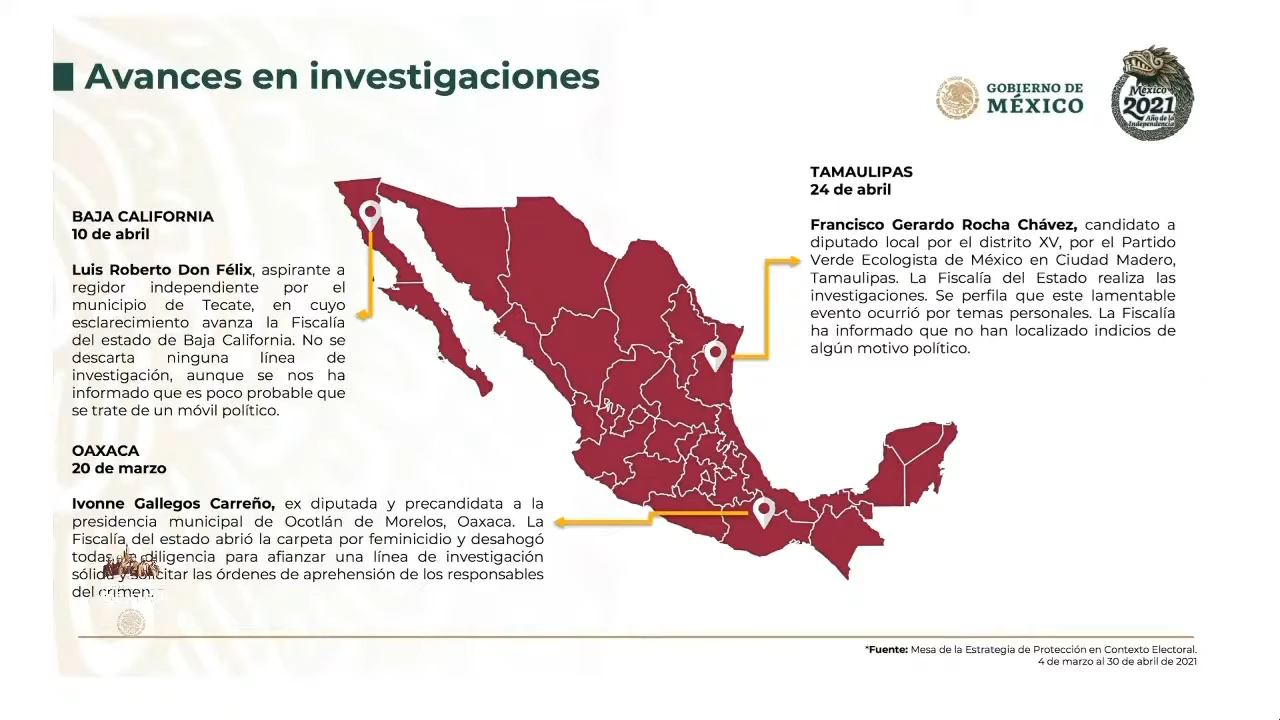 Avances en investigaciones
GOBIERNO DE
MÉXICO
México
2021
Año de la
Independencia
BAJA CALIFORNIA
10 de abril
Luis Roberto Don Félix, aspirante a
regidor independiente por el
municipio de Tecate, en cuyo
esclarecimiento avanza la Fiscalía
del estado de Baja California. No se
descarta ninguna línea de
investigación, aunque se nos ha
informado que es poco probable que
se trate de un móvil político.
OAXACA
20 de marzo
Ivonne Gallegos Carreño, ex diputada y precandidata a la
presidencia municipal de Ocotlán de Morelos, Oaxaca. La
Fiscalía del estado abrió la carpeta por feminicidio y desahogó
toda diligencia para afianzar una línea de investigación
sólida y solicitar las órdenes de aprehensión de los responsables
del crimen.
TAMAULIPAS
24 de abril
Francisco Gerardo Rocha Chávez, candidato a
diputado local por el distrito XV, por el Partido
Verde Ecologista de México en Ciudad Madero,
Tamaulipas. La Fiscalía del Estado realiza las
investigaciones. Se perfila que este lamentable
evento ocurrió por temas personales. La Fiscalía
ha informado que no han localizado indicios de
algún motivo político.
*Fuente: Mesa de la Estrategia de Protección en Contexto Electoral.
4 de marzo al 30 de abril de 2021